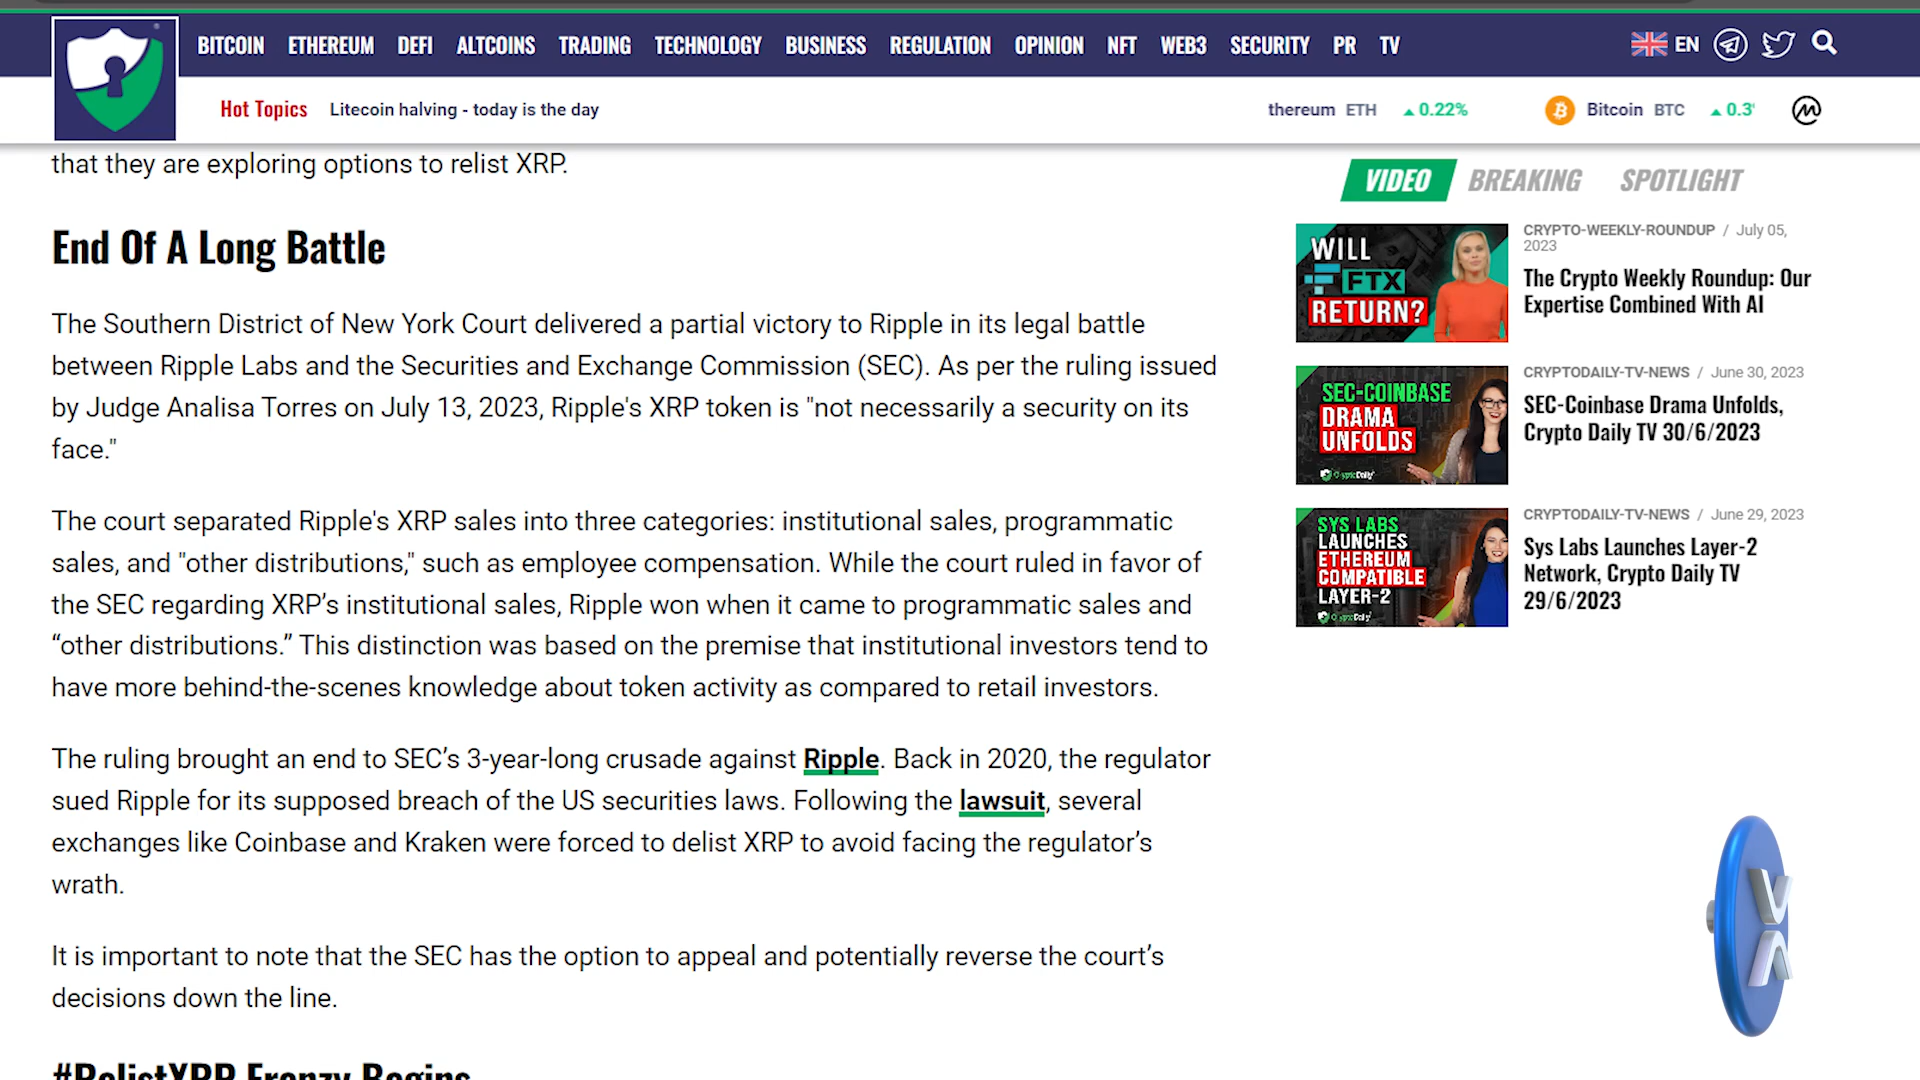 BITCOIN ETHEREUM DEFI ALTCOINS TRADING TECHNOLOGY BUSINESS REGULATION OPINION NFT WEB3 SECURITY PR TV EN
Hot Topics Litecoin halving - today is the day thereum ETH 0.22% Bitcoin BTC 0.3
that they are exploring options to relist XRP.
End Of A Long Battle
The Southern District of New York Court delivered a partial victory to Ripple in its legal battle
between Ripple Labs and the Securities and Exchange Commission (SEC). As per the ruling issued
by Judge Analisa Torres on July 13, 2023, Ripple's XRP token is "not necessarily a security on its
face."
The court separated Ripple's XRP sales into three categories: institutional sales, programmatic
sales, and "other distributions," such as employee compensation. While the court ruled in favor of
the SEC regarding XRP’s institutional sales, Ripple won when it came to programmatic sales and
“other distributions.” This distinction was based on the premise that institutional investors tend to
have more behind-the-scenes knowledge about token activity as compared to retail investors.
The ruling brought an end to SEC’s 3-year-long crusade against Ripple. Back in 2020, the regulator
sued Ripple for its supposed breach of the US securities laws. Following the lawsuit, several
exchanges like Coinbase and Kraken were forced to delist XRP to avoid facing the regulator’s
wrath.
It is important to note that the SEC has the option to appeal and potentially reverse the court’s
decisions down the line.
#RelistXRP Frenzy Begins
VIDEO BREAKING SPOTLIGHT
WILL
FTX
RETURN?
CRYPTO-WEEKLY-ROUNDUP / July 05,
2023
The Crypto Weekly Roundup: Our
Expertise Combined With AI
SEC-COINBASE
DRAMA
UNFOLDS
CryptoDaily
CRYPTODAILY-TV-NEWS / June 30, 2023
SEC-Coinbase Drama Unfolds,
Crypto Daily TV 30/6/2023
SYS LABS
LAUNCHES
ETHEREUM
COMPATIBLE
LAYER-2
CryptoDaily
CRYPTODAILY-TV-NEWS / June 29, 2023
Sys Labs Launches Layer-2
Network, Crypto Daily TV
29/6/2023